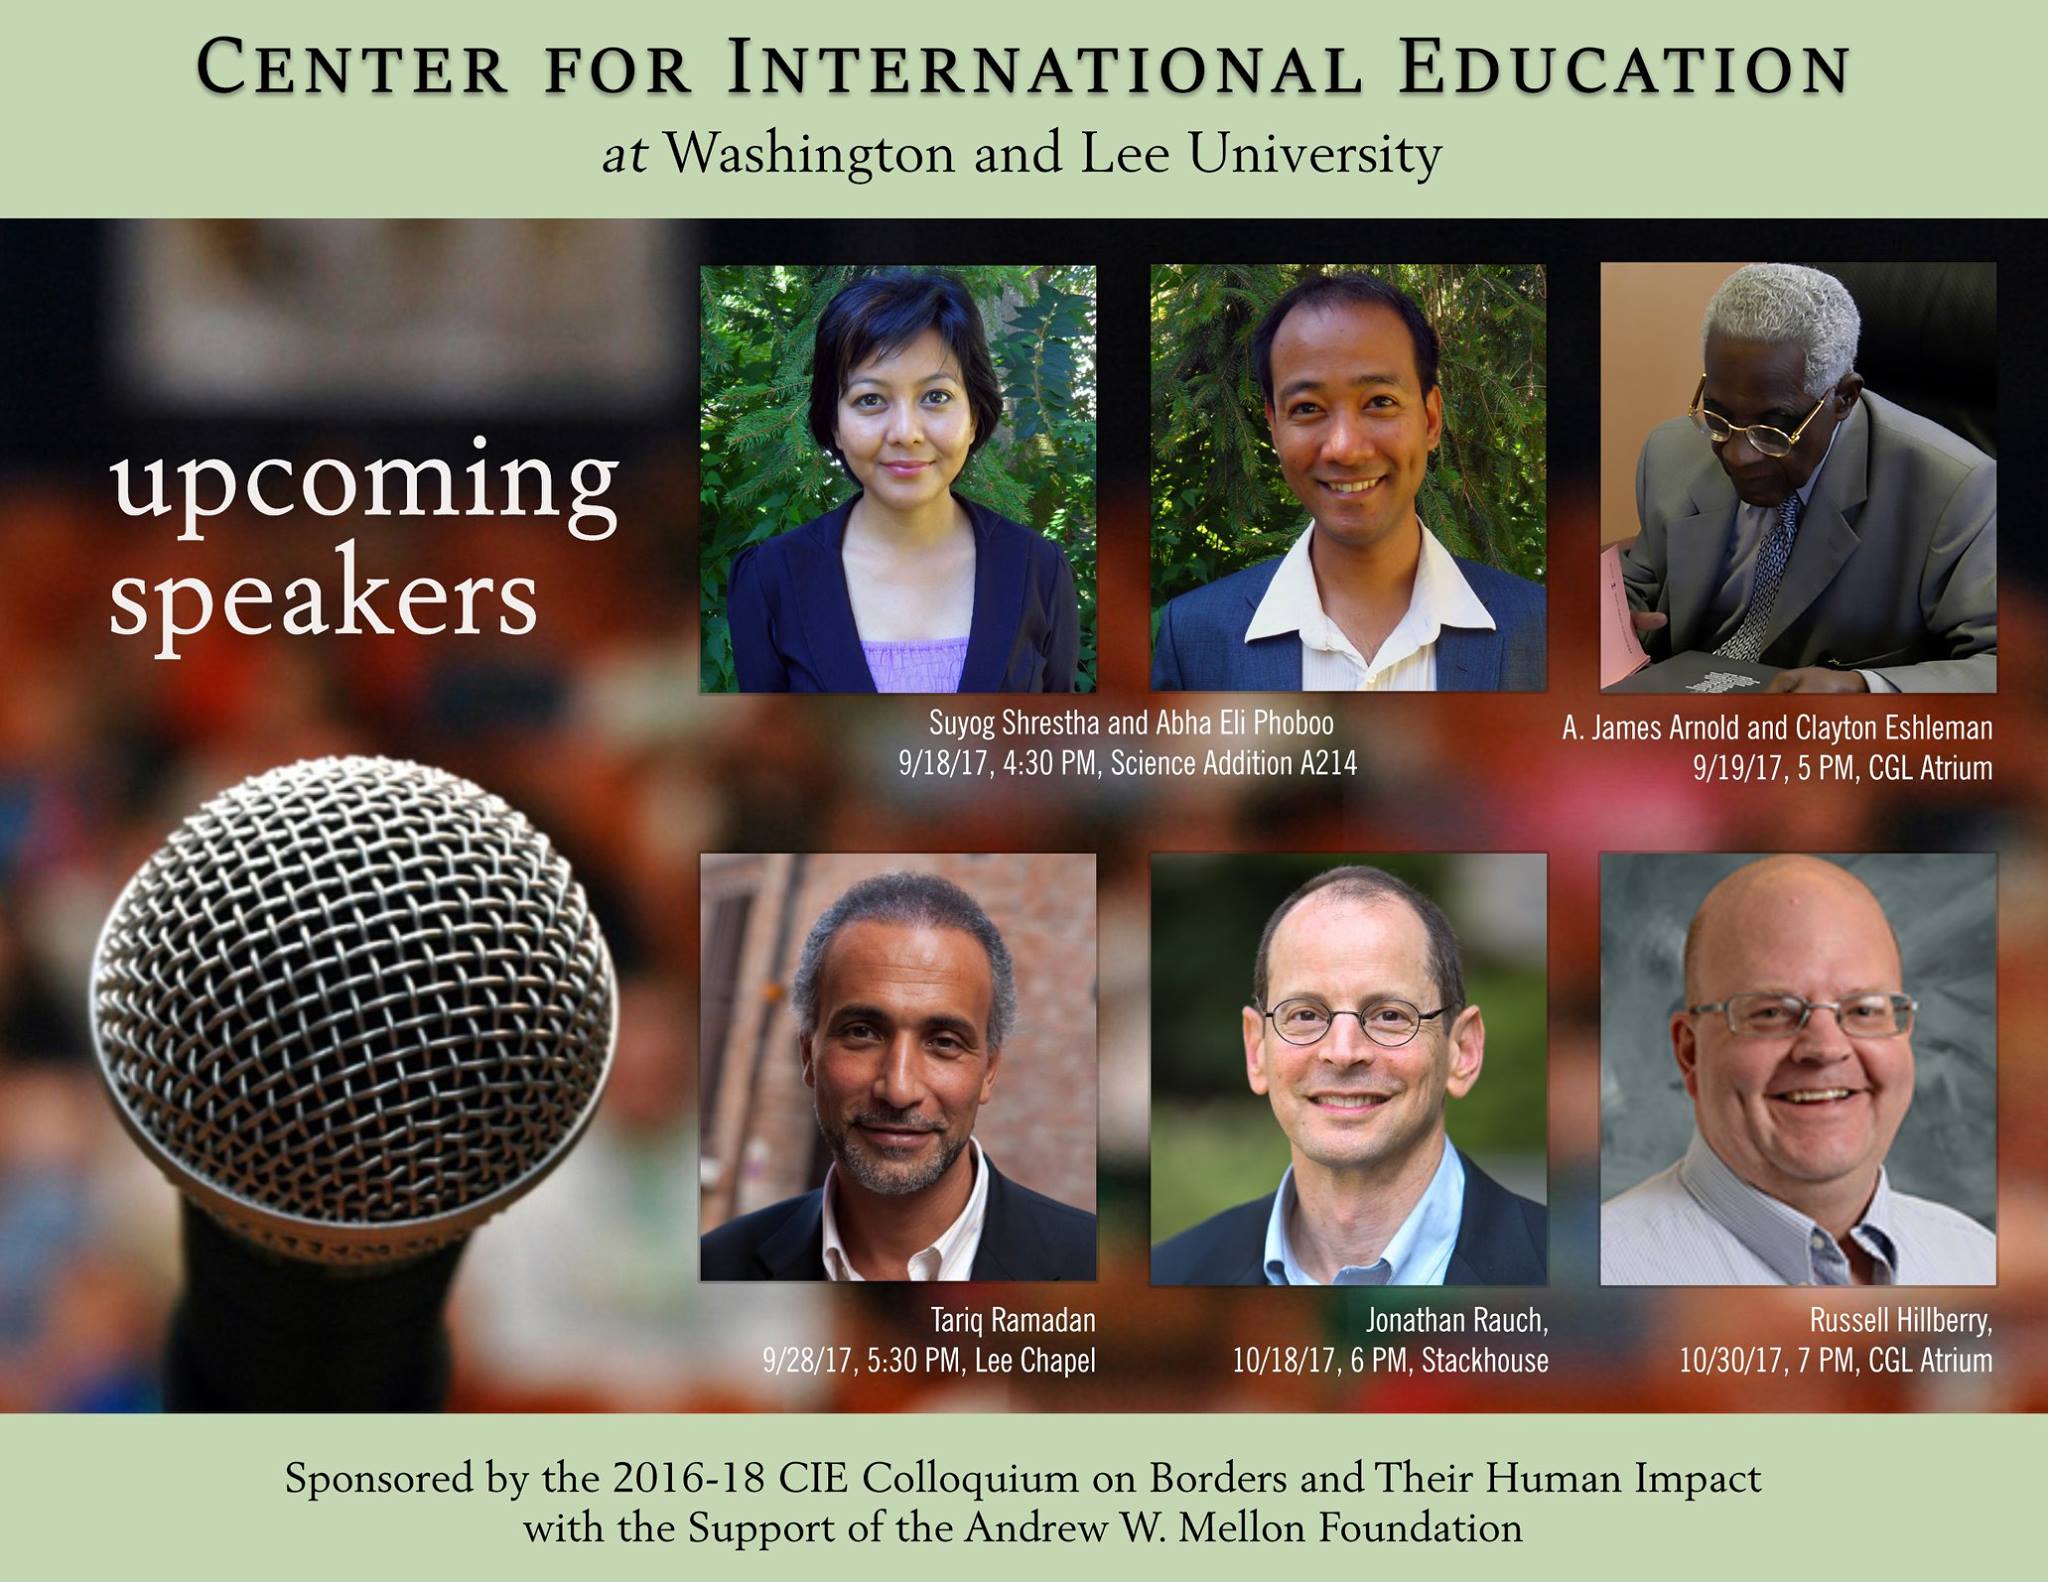 CENTER FOR INTERNATIONAL EDUCATION
at Washington and Lee University
upcoming
speakers
Suyog Shrestha and Abha Eli Phoboo
9/18/17, 4:30 PM, Science Addition A214
A. James Arnold and Clayton Eshleman
9/19/17, 5 PM, CGL Atrium
Tariq Ramadan
9/28/17, 5:30 PM, Lee Chapel
Jonathan Rauch,
10/18/17, 6 PM, Stackhouse
Russell Hillberry,
10/30/17, 7 PM, CGL Atrium
Sponsored by the 2016-18 CIE Colloquium on Borders and Their Human Impact
with the Support of the Andrew W. Mellon Foundation